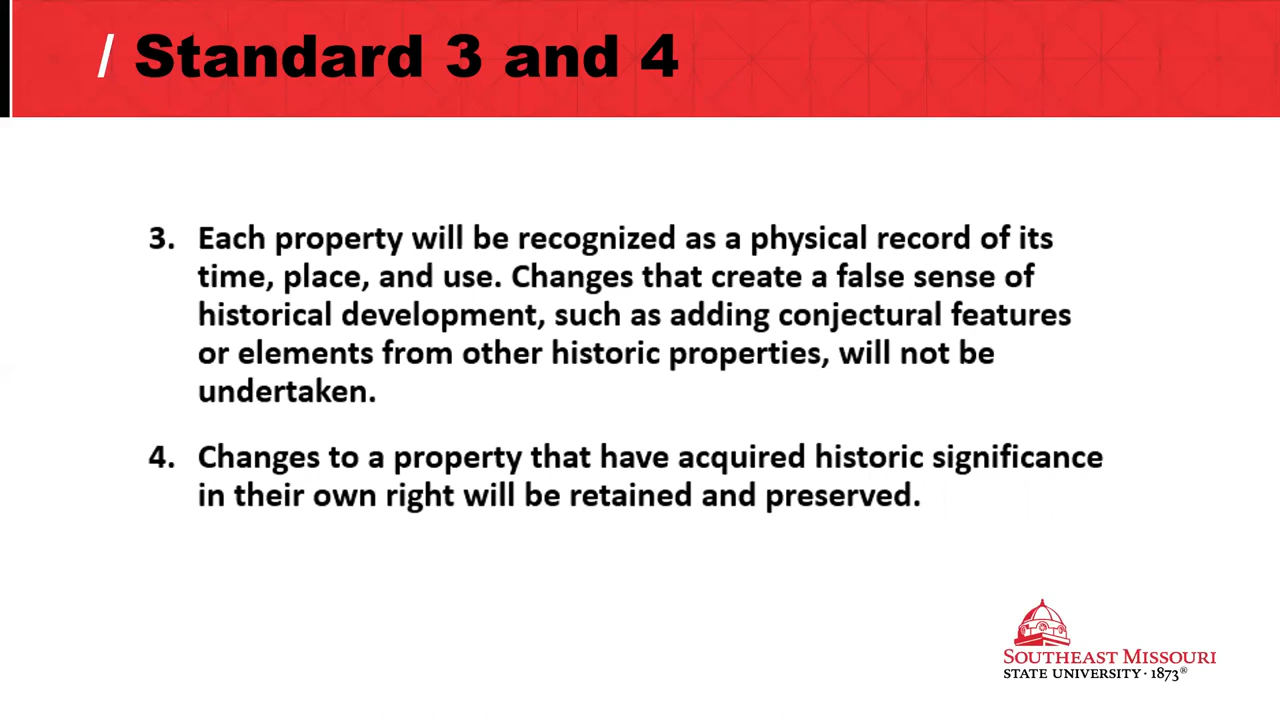 / Standard 3 and 4
3. Each property will be recognized as a physical record of its
time, place, and use. Changes that create a false sense of
historical development, such as adding conjectural features
or elements from other historic properties, will not be
undertaken.
4. Changes to a property that have acquired historic significance
in their own right will be retained and preserved.
SOUTHEAST MISSOURI
STATE UNIVERSITY · 1873®